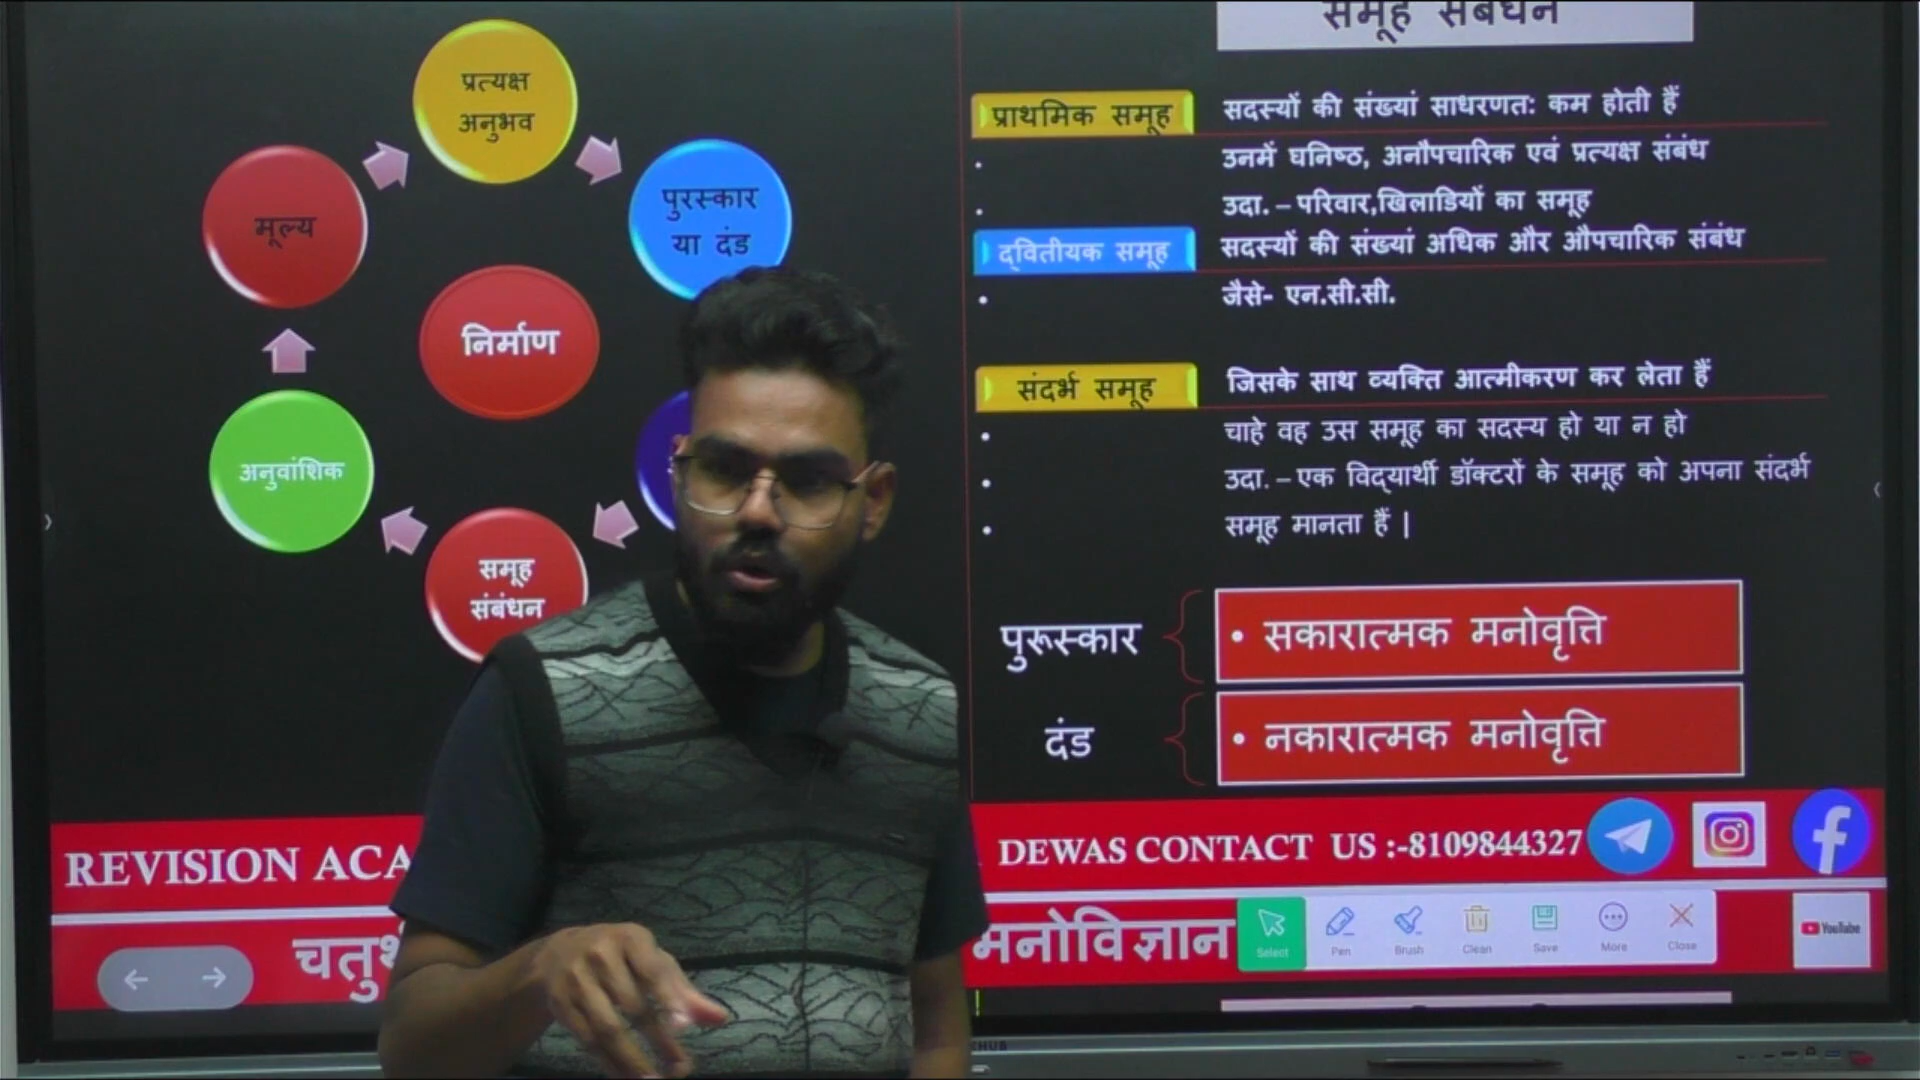 समूह संबंधन
प्रत्यक्ष
अनुभव
पुरस्कार
या दंड
मूल्य
निर्माण
अनुवांशिक
समूह
संबंधन
प्राथमिक समूह
सदस्यों की संख्यां साधरणत: कम होती हैं
उनमें घनिष्ठ, अनौपचारिक एवं प्रत्यक्ष संबंध
उदा. – परिवार,खिलाडियों का समूह
द्वितीयक समूह
सदस्यों की संख्यां अधिक और औपचारिक संबंध
जैसे- एन.सी.सी.
संदर्भ समूह
जिसके साथ व्यक्ति आत्मीकरण कर लेता हैं
चाहे वह उस समूह का सदस्य हो या न हो
उदा. – एक विद्यार्थी डॉक्टरों के समूह को अपना संदर्भ
समूह मानता हैं |
पुरूस्कार
• सकारात्मक मनोवृत्ति
दंड
• नकारात्मक मनोवृत्ति
REVISION ACA
DEWAS CONTACT US :-8109844327
चतुर्थ
मनोविज्ञान
Select Pen Brush Clean Save More Close
YouTube